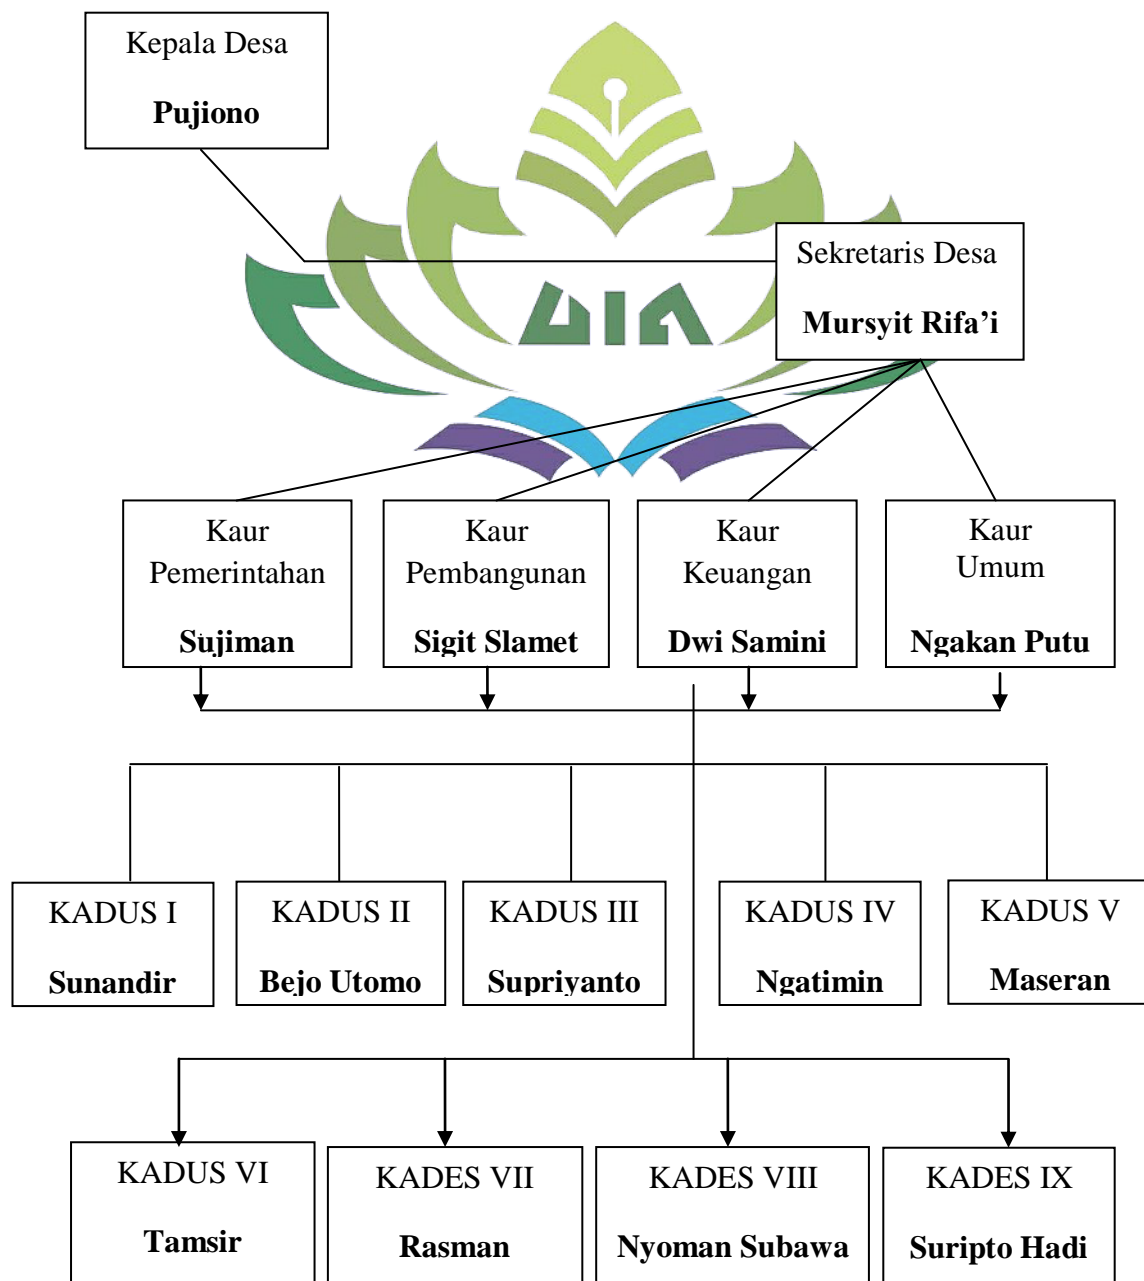 Kepala Desa
Pujiono
Sekretaris Desa
Mursyit Rifa’i
Kaur
Pemerintahan
Sujiman
Kaur
Pembangunan
Sigit Slamet
Kaur
Keuangan
Dwi Samini
Kaur
Umum
Ngakan Putu
KADUS I
Sunandir
KADUS II
Bejo Utomo
KADUS III
Supriyanto
KADUS IV
Ngatimin
KADUS V
Maseran
KADUS VI
Tamsir
KADES VII
Rasman
KADES VIII
Nyoman Subawa
KADES IX
Suripto Hadi